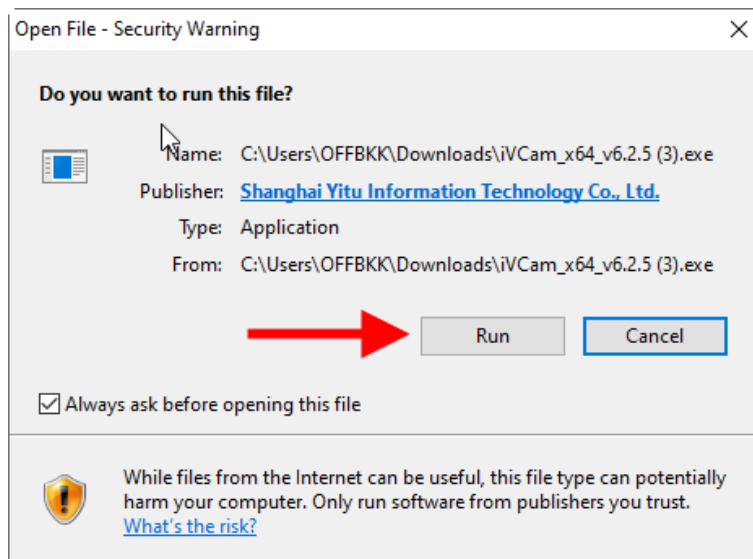 Open File - Security Warning
Do you want to run this file?
Name: C:\Users\OFFBKK\Downloads\iVCam_x64_v6.2.5 (3).exe
Publisher: Shanghai Yitu Information Technology Co., Ltd.
Type: Application
From: C:\Users\OFFBKK\Downloads\iVCam_x64_v6.2.5 (3).exe
Run Cancel
Always ask before opening this file
While files from the Internet can be useful, this file type can potentially
harm your computer. Only run software from publishers you trust.
What's the risk?